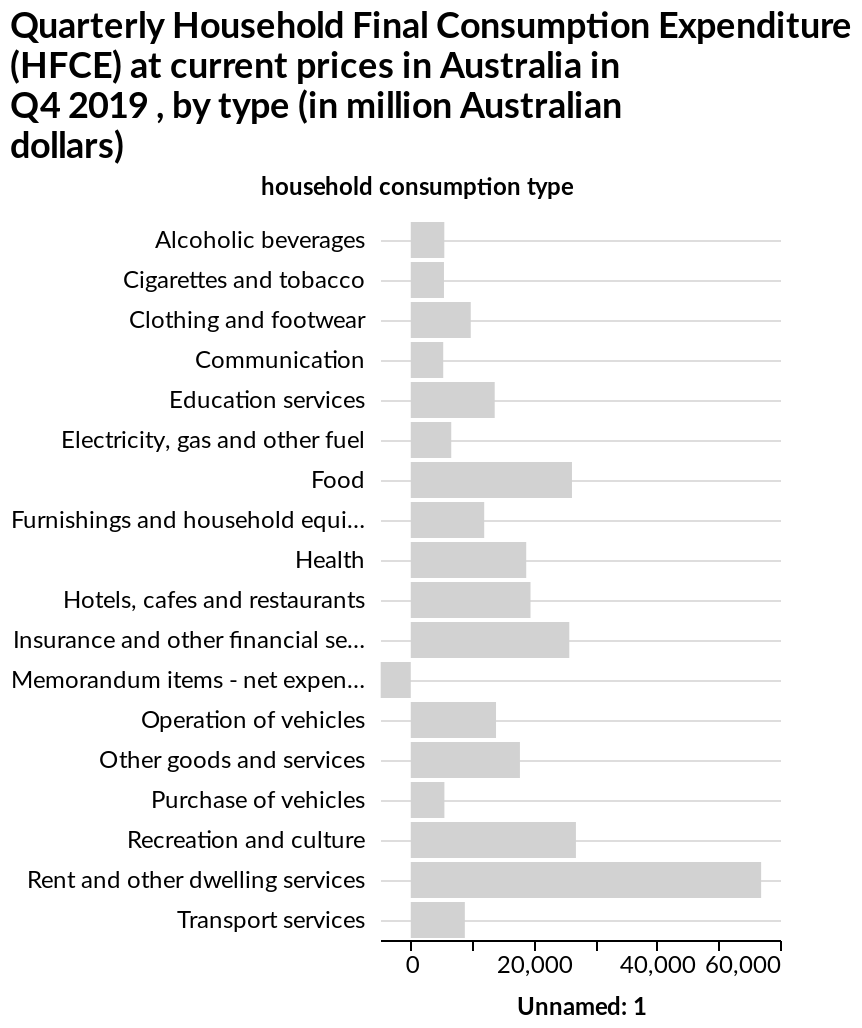 Quarterly Household Final Consumption Expenditure
(HFCE) at current prices in Australia in
Q4 2019 , by type (in million Australian
dollars)
household consumption type
Alcoholic beverages
Cigarettes and tobacco
Clothing and footwear
Communication
Education services
Electricity, gas and other fuel
Food
Furnishings and household equi...
Health
Hotels, cafes and restaurants
Insurance and other financial se...
Memorandum items - net expen...
Operation of vehicles
Other goods and services
Purchase of vehicles
Recreation and culture
Rent and other dwelling services
Transport services
0 20,000 40,000 60,000
Unnamed: 1